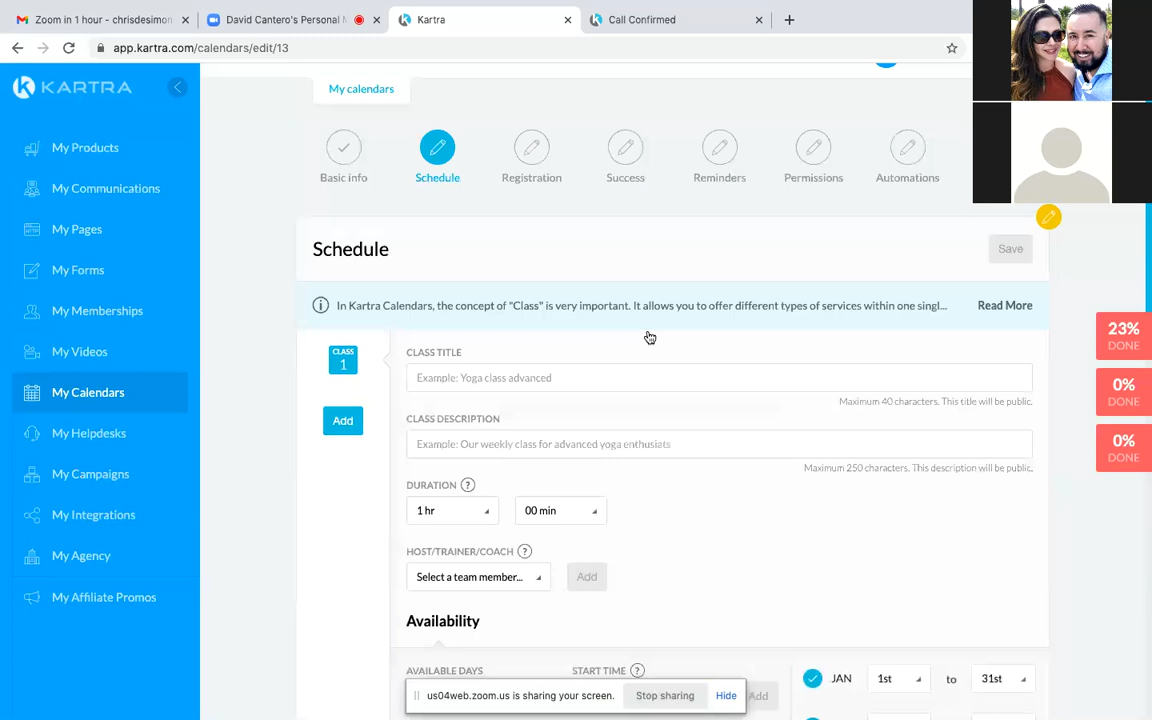 Zoom in 1 hour - chrisdesimon
David Cantero's Personal M
Kartra
Call Confirmed
app.kartra.com/calendars/edit/13
KARTRA
My Products
My Communications
My Pages
My Forms
My Memberships
My Videos
My Calendars
My Helpdesks
My Campaigns
My Integrations
My Agency
My Affiliate Promos
My calendars
Basic info
Schedule
Registration
Success
Reminders
Permissions
Automations
Schedule
Save
In Kartra Calendars, the concept of "Class" is very important. It allows you to offer different types of services within one singl...
Read More
CLASS
1
Add
CLASS TITLE
Example: Yoga class advanced
Maximum 40 characters. This title will be public.
CLASS DESCRIPTION
Example: Our weekly class for advanced yoga enthusiats
Maximum 250 characters. This description will be public.
DURATION ?
1 hr
00 min
HOST/TRAINER/COACH ?
Select a team member...
Add
Availability
AVAILABLE DAYS
START TIME ?
Add
JAN
1st
to
31st
us04web.zoom.us is sharing your screen.
Stop sharing
Hide
23%
DONE
0%
DONE
0%
DONE